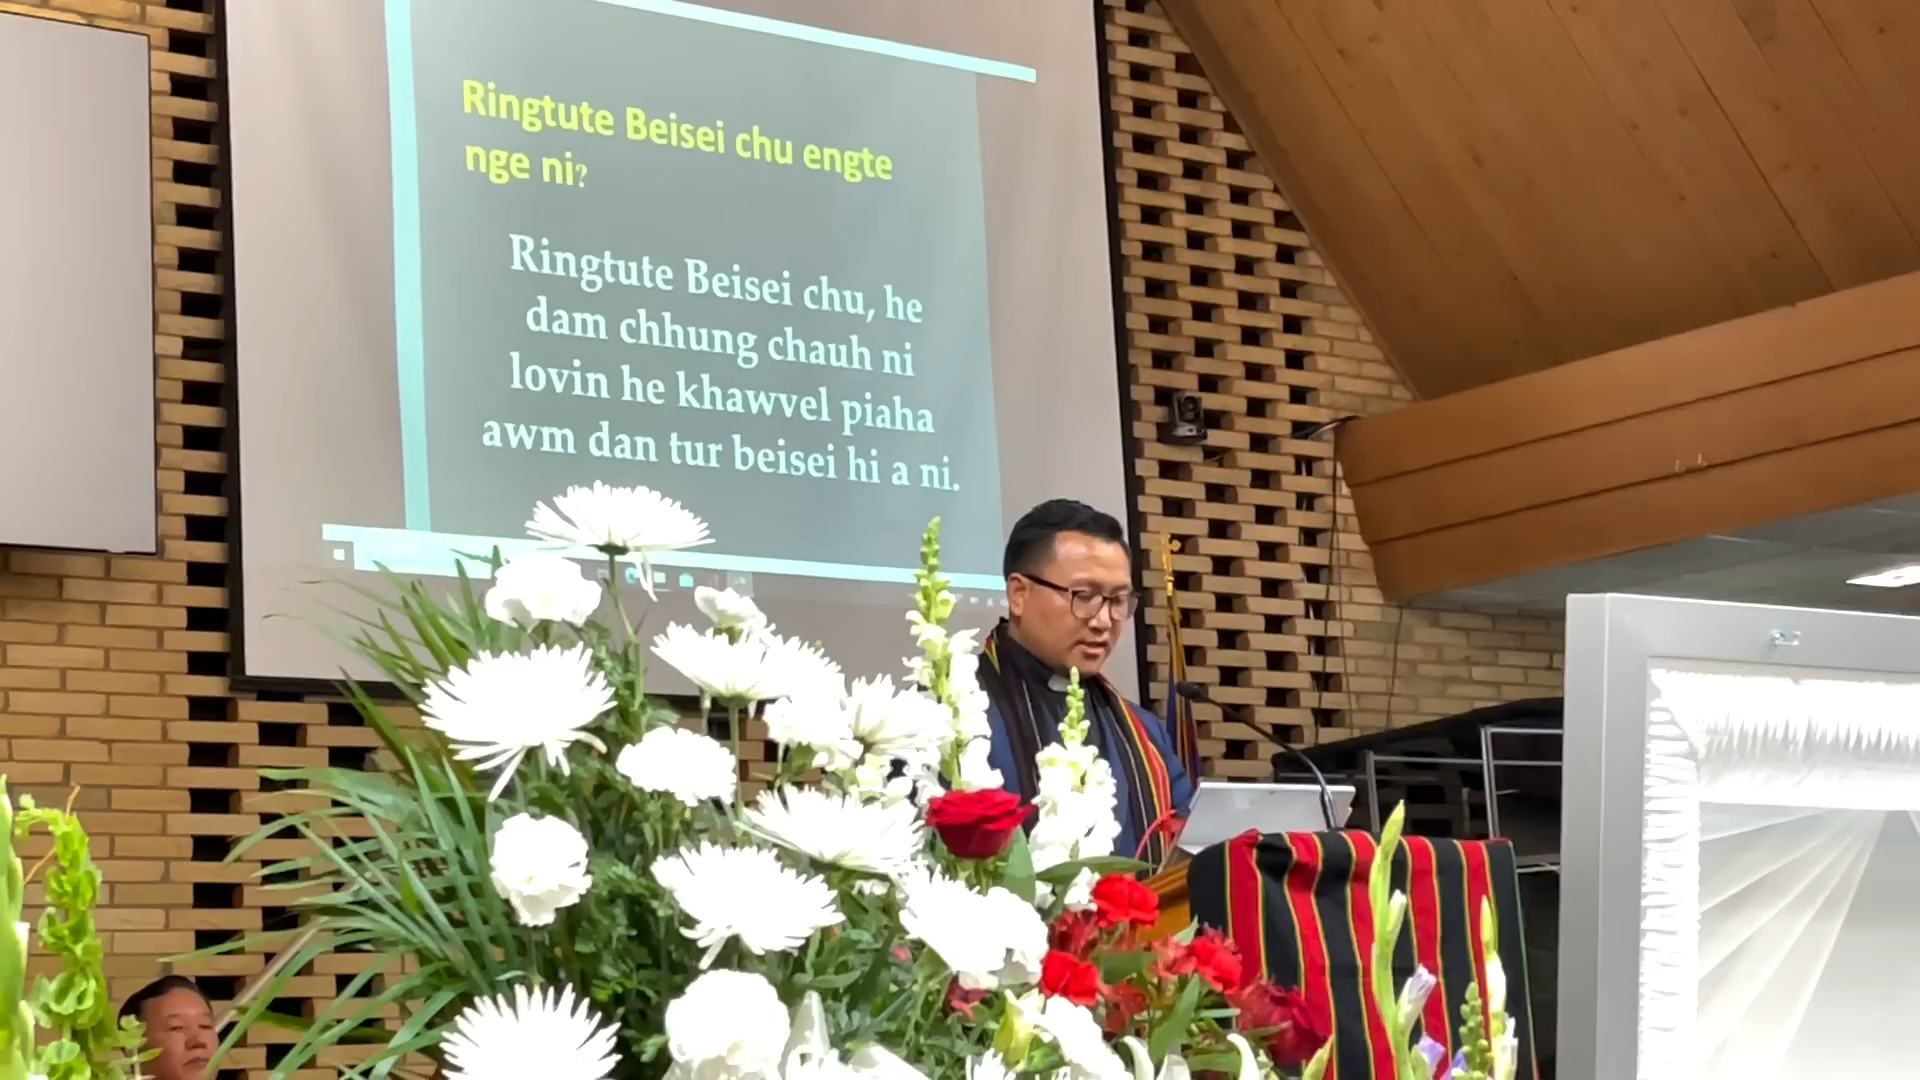 Ringtute Beisei chu engte
nge ni?
Ringtute Beisei chu, he
dam chhung chauh ni
lovin he khawvel piaha
awm dan tur beisei hi a ni.